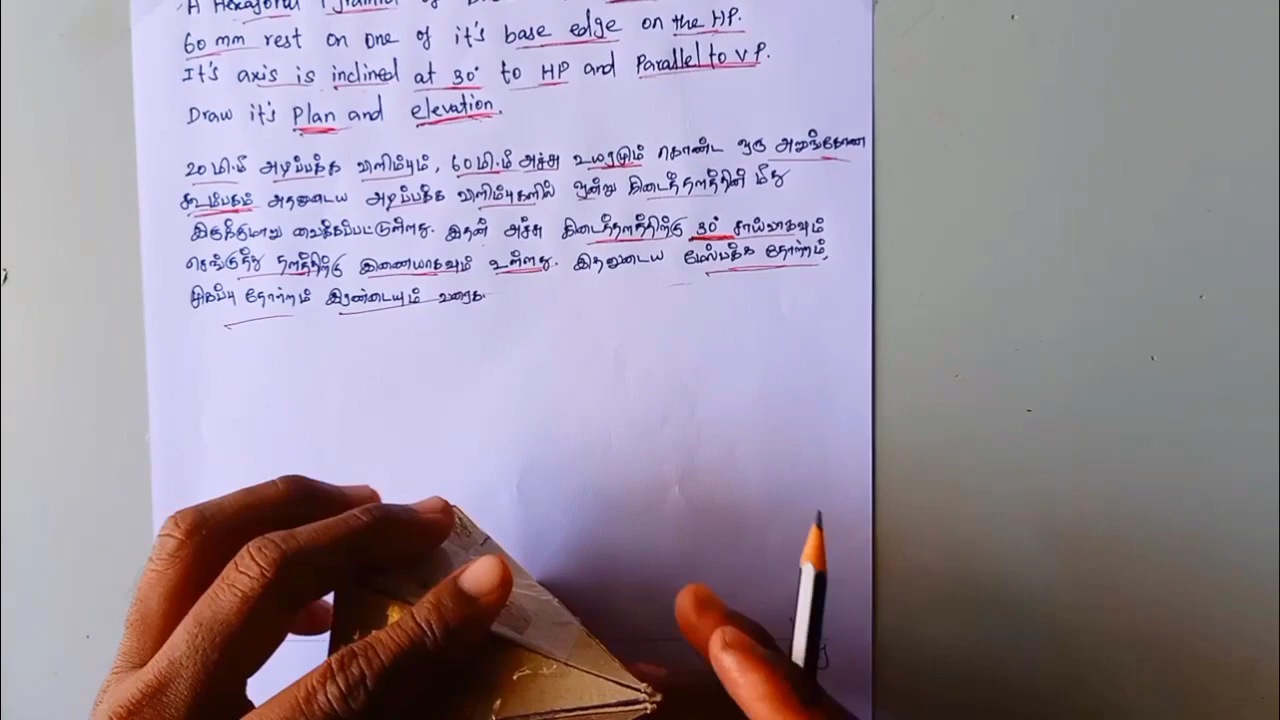 A Hexagonal Pyramid of
60 mm rest on one of it's base edge on the HP.
It's axis is inclined at 30° to HP and Parallel to VP.
Draw it's Plan and elevation.
20 மி.மீ அடிப்பக்க விளிம்பும், 60 மி.மீ அச்சு உயரமும் கொண்ட ஒரு அறுங்கோண
கூம்பகம் அதனுடைய அடிப்பக்க விளிம்புகளில் ஒன்று கிடைத்தளத்தின் மீது
இருக்குமாறு வைக்கப்பட்டுள்ளது. இதன் அச்சு கிடைத்தளத்திற்கு 30° சாய்வாகவும்
செங்குத்து தளத்திற்கு இணையாகவும் உள்ளது. இதனுடைய மேல்பக்க தோற்றம்,
தோற்றம் இரண்டையும் வரைக.